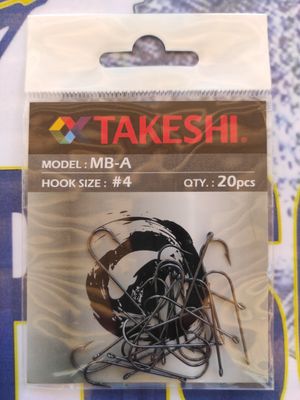 TAKESHI®
MODEL : MB-A
HOOK SIZE : #4 QTY. : 20pcs